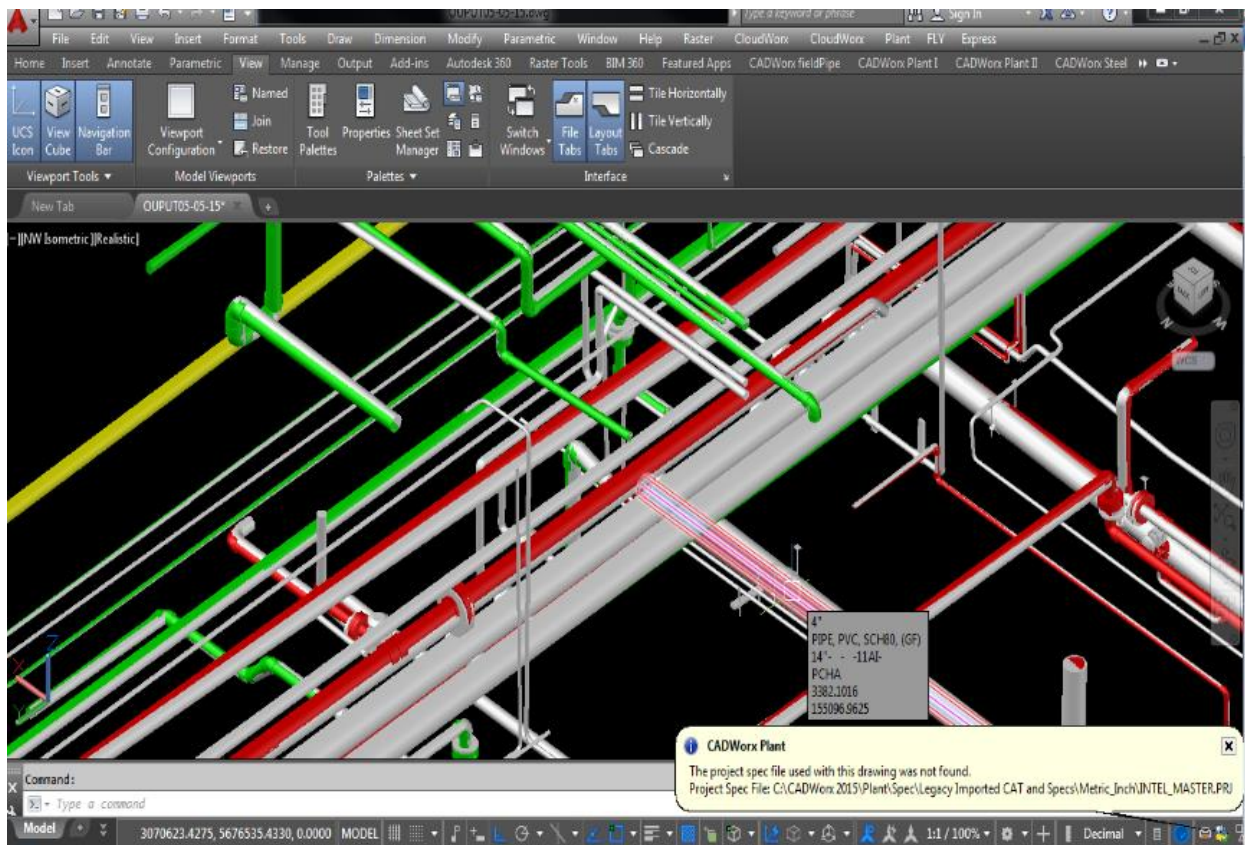 OUPUT05-05-15.dwg
Type a keyword or phrase
Sign In
File Edit View Insert Format Tools Draw Dimension Modify Parametric Window Help Raster CloudWorx CloudWorx Plant FLY Express
Home Insert Annotate Parametric View Manage Output Add-ins Autodesk 360 Raster Tools BIM 360 Featured Apps CADWorx fieldPipe CADWorx Plant I CADWorx Plant II CADWorx Steel
Named
Tile Horizontally
Join
Tile Vertically
UCS View Navigation Viewport Tool Properties Sheet Set Switch File Layout
Icon Cube Bar Configuration Restore Palettes Manager Windows Tabs Tabs Cascade
Viewport Tools Model Viewports Palettes Interface
New Tab OUPUT05-05-15*
[-][NW Isometric][Realistic]
WCS
Z
X
Y
4"
PIPE, PVC, SCH80, (GF)
14"- - -11AI-
PCHA
3382.1016
155096.9625
CADWorx Plant
The project spec file used with this drawing was not found.
Project Spec File: C:\CADWorx 2015\Plant\Spec\Legacy Imported CAT and Specs\Metric_Inch\INTEL_MASTER.PRJ
Command:
Type a command
Model 3070623.4275, 5676535.4330, 0.0000 MODEL 1:1 / 100% Decimal